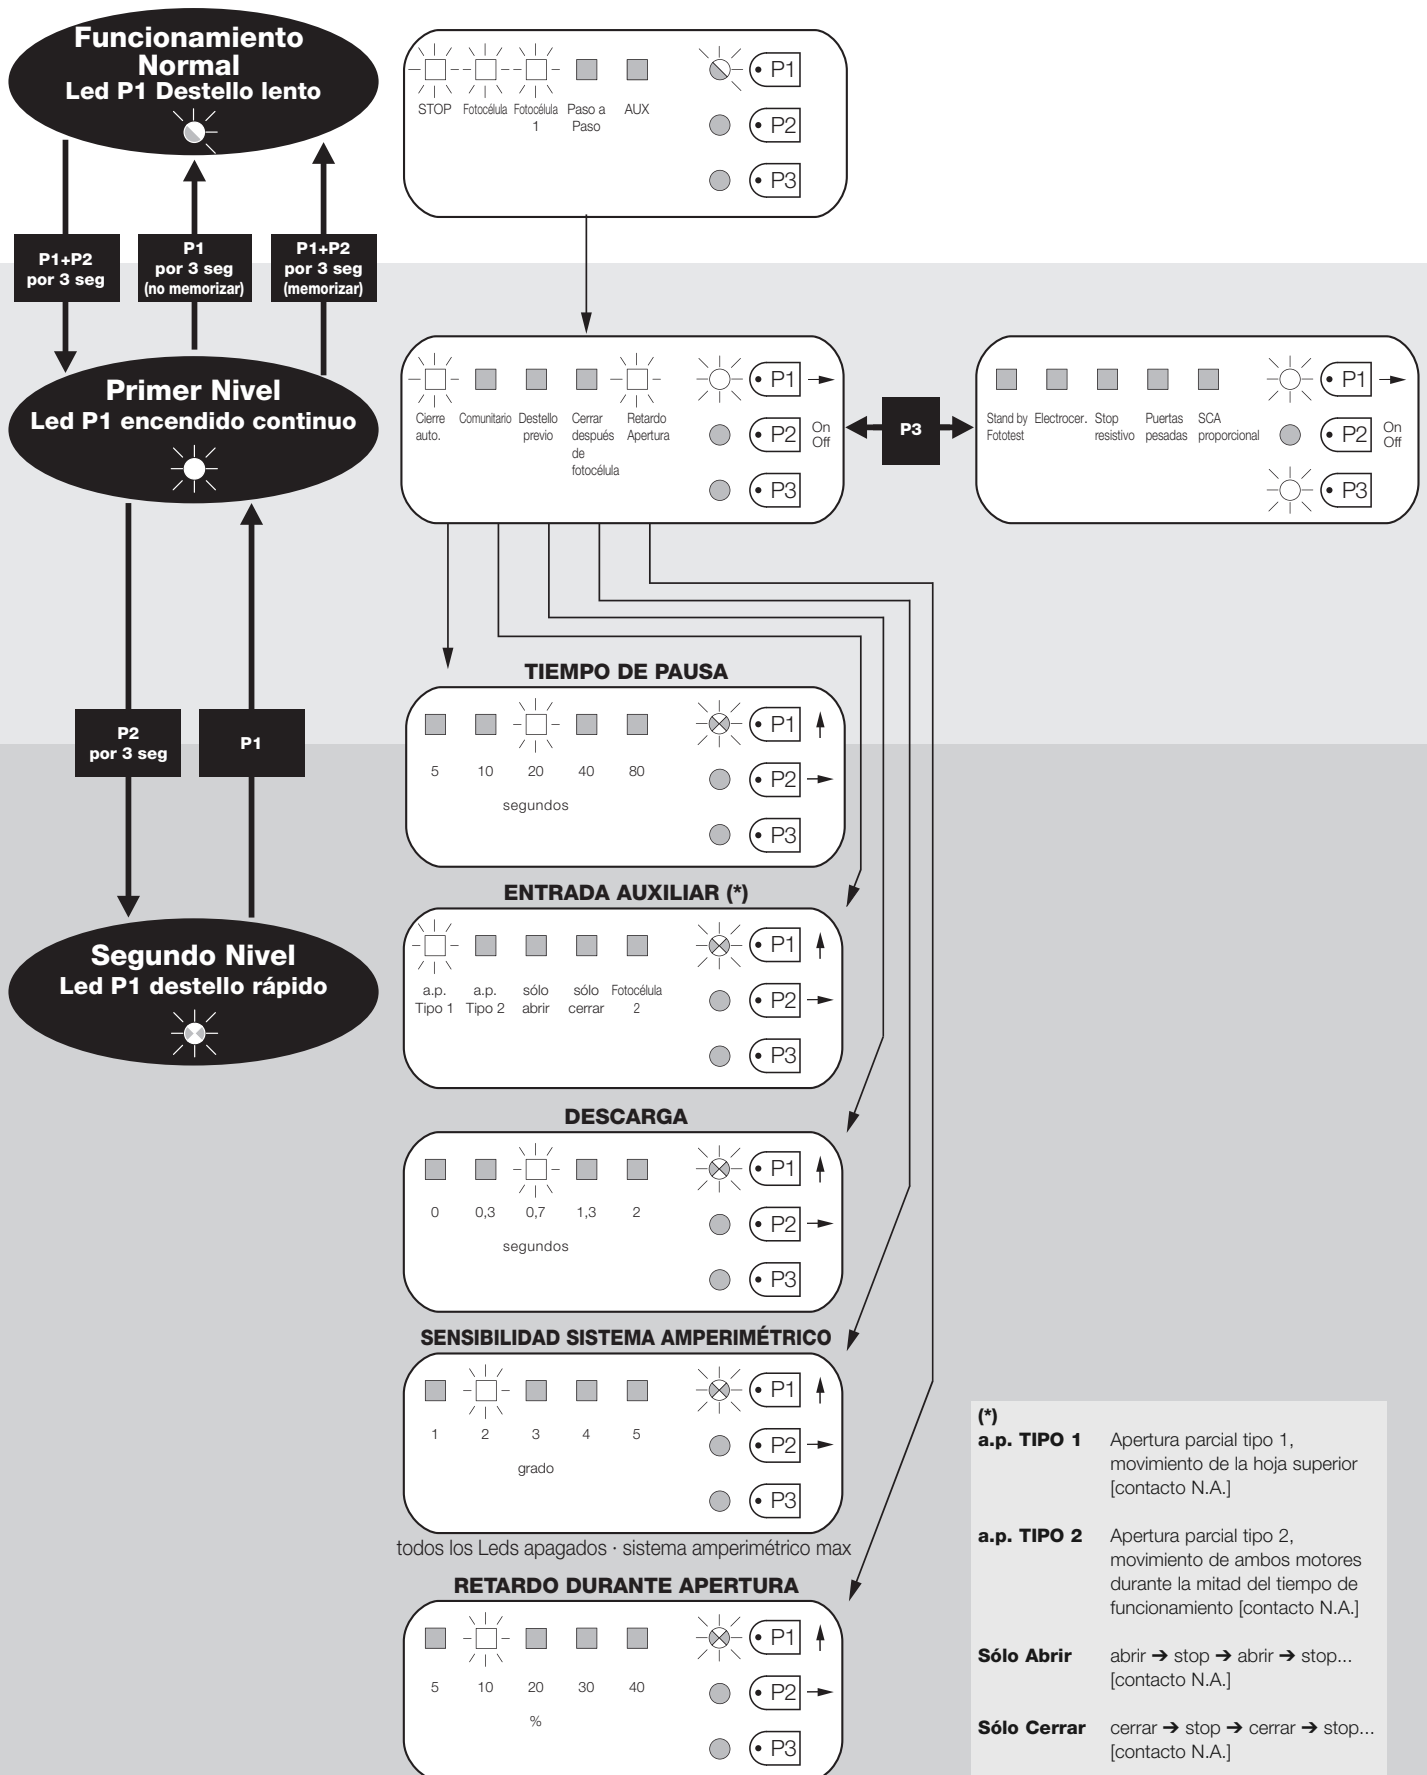 Funcionamiento
Normal
Led P1 Destello lento
P1+P2
por 3 seg
P1
por 3 seg
(no memorizar)
P1+P2
por 3 seg
(memorizar)
STOP
Fotocélula
Fotocélula
1
Paso a
Paso
AUX
P1
P2
P3
Primer Nivel
Led P1 encendido continuo
Cierre
auto.
Comunitario
Destello
previo
Cerrar
después
de
fotocélula
Retardo
Apertura
P1
P2
On
Off
P3
P3
Stand by
Fototest
Electrocer.
Stop
resistivo
Puertas
pesadas
SCA
proporcional
P1
P2
On
Off
P3
P2
por 3 seg
P1
Segundo Nivel
Led P1 destello rápido
TIEMPO DE PAUSA
5 10 20 40 80
segundos
P1
P2
P3
ENTRADA AUXILIAR (*)
a.p.
Tipo 1
a.p.
Tipo 2
sólo
abrir
sólo
cerrar
Fotocélula
2
P1
P2
P3
DESCARGA
0 0,3 0,7 1,3 2
segundos
P1
P2
P3
SENSIBILIDAD SISTEMA AMPERIMÉTRICO
1 2 3 4 5
grado
P1
P2
P3
todos los Leds apagados · sistema amperimétrico max
RETARDO DURANTE APERTURA
5 10 20 30 40
%
P1
P2
P3
(*)
a.p. TIPO 1 Apertura parcial tipo 1,
movimiento de la hoja superior
[contacto N.A.]
a.p. TIPO 2 Apertura parcial tipo 2,
movimiento de ambos motores
durante la mitad del tiempo de
funcionamiento [contacto N.A.]
Sólo Abrir abrir ➔ stop ➔ abrir ➔ stop...
[contacto N.A.]
Sólo Cerrar cerrar ➔ stop ➔ cerrar ➔ stop...
[contacto N.A.]